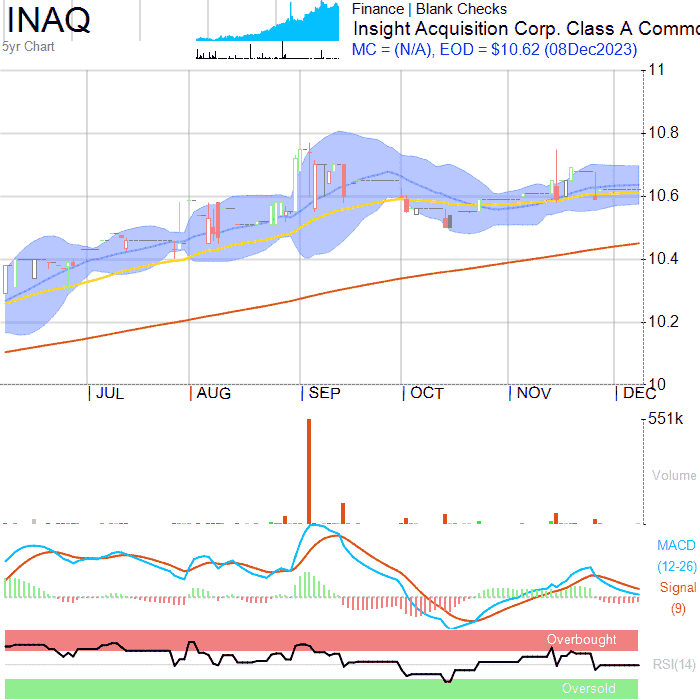 INAQ
5yr Chart
Finance | Blank Checks
Insight Acquisition Corp. Class A Commo
MC = (N/A), EOD = $10.62 (08Dec2023)
11
10.8
10.6
10.4
10.2
10
JUL AUG SEP OCT NOV DEC
551k
Volume
MACD
(12-26)
Signal
(9)
Overbought
RSI(14)
Oversold